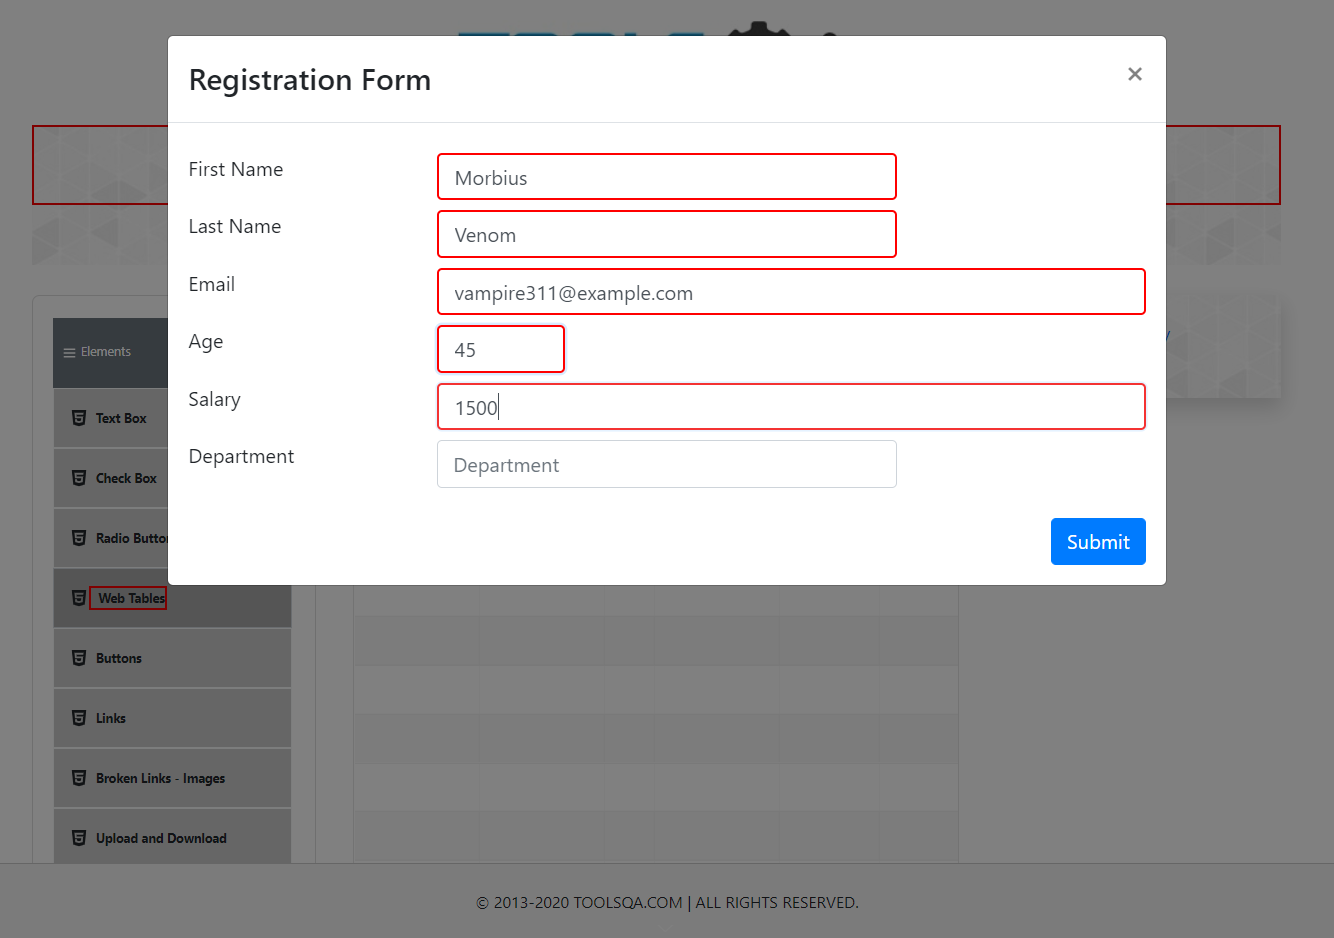 Registration Form
×
First Name
Morbius
Last Name
Venom
Email
vampire311@example.com
Age
45
Salary
1500
Department
Department
Submit
Elements
Text Box
Check Box
Radio Butto
Web Tables
Buttons
Links
Broken Links - Images
Upload and Download
© 2013-2020 TOOLSQA.COM | ALL RIGHTS RESERVED.